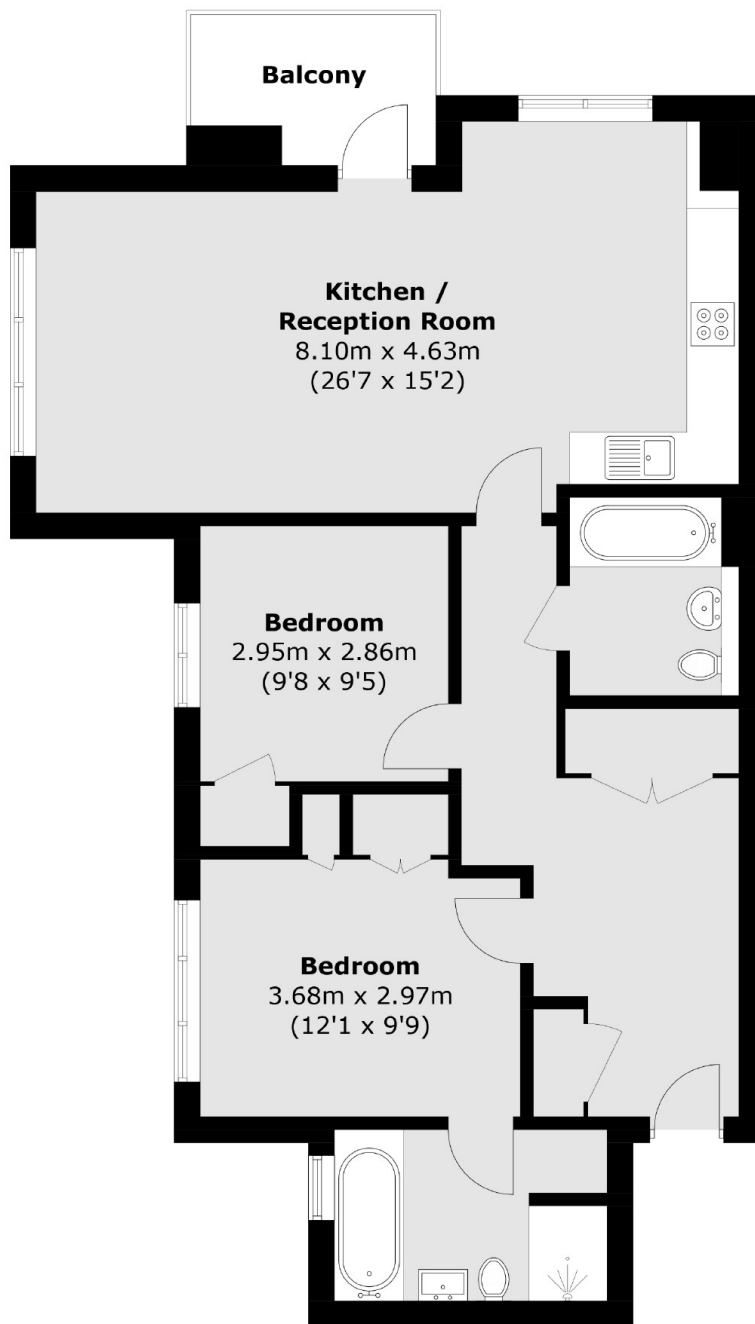 Balcony
Kitchen /
Reception Room
8.10m x 4.63m
(26'7 x 15'2)
Bedroom
2.95m x 2.86m
(9'8 x 9'5)
Bedroom
3.68m x 2.97m
(12'1 x 9'9)